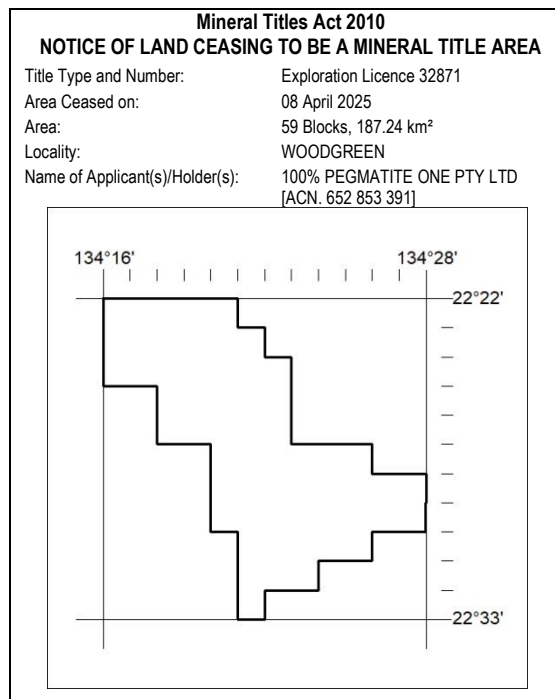 Mineral Titles Act 2010
NOTICE OF LAND CEASING TO BE A MINERAL TITLE AREA
Title Type and Number: Exploration Licence 32871
Area Ceased on: 08 April 2025
Area: 59 Blocks, 187.24 km²
Locality: WOODGREEN
Name of Applicant(s)/Holder(s): 100% PEGMATITE ONE PTY LTD
[ACN. 652 853 391]
134°16' 134°28'
22°22'
22°33'